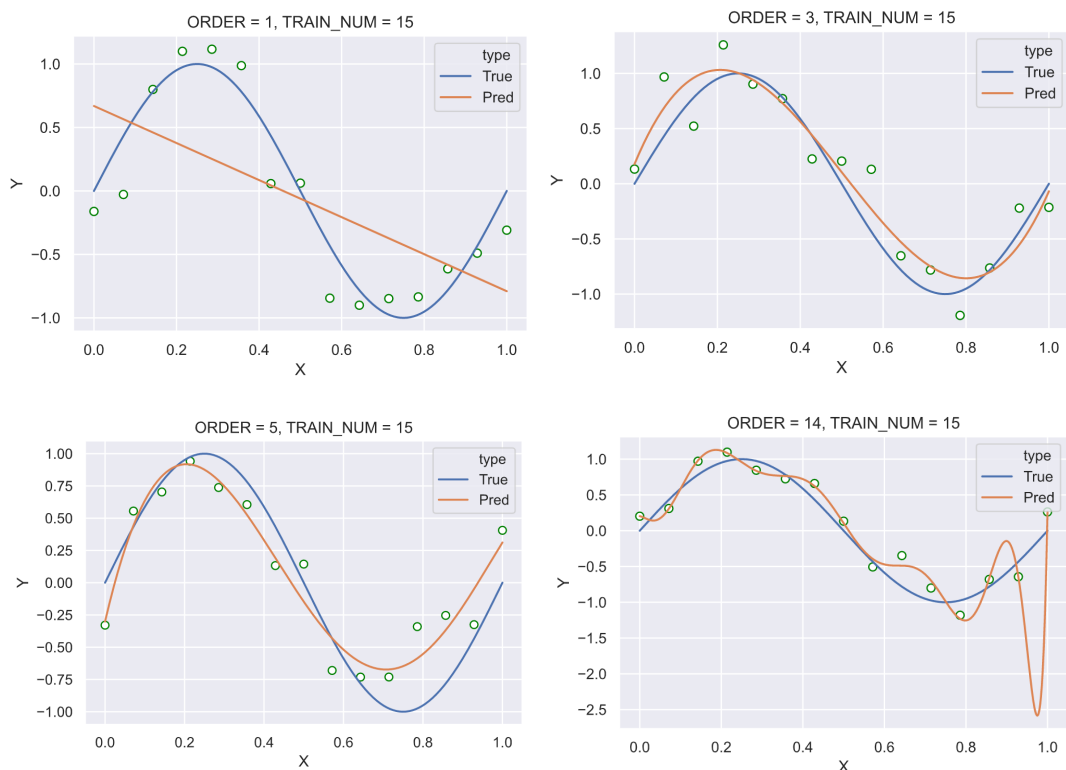 ORDER = 1, TRAIN_NUM = 15
type
True
Pred
1.0
0.5
0.0
−0.5
−1.0
Y
0.0 0.2 0.4 0.6 0.8 1.0
X
ORDER = 3, TRAIN_NUM = 15
type
True
Pred
1.0
0.5
0.0
−0.5
−1.0
Y
0.0 0.2 0.4 0.6 0.8 1.0
X
ORDER = 5, TRAIN_NUM = 15
type
True
Pred
1.00
0.75
0.50
0.25
0.00
−0.25
−0.50
−0.75
−1.00
Y
0.0 0.2 0.4 0.6 0.8 1.0
X
ORDER = 14, TRAIN_NUM = 15
type
True
Pred
1.0
0.5
0.0
−0.5
−1.0
−1.5
−2.0
−2.5
Y
0.0 0.2 0.4 0.6 0.8 1.0
X